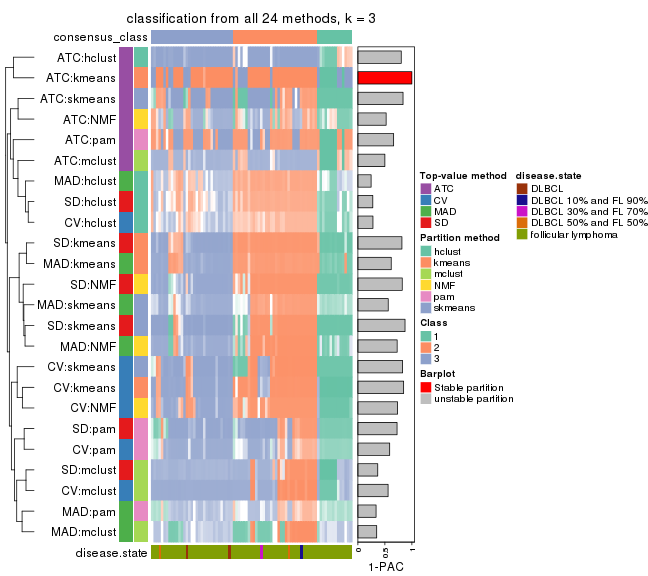 classification from all 24 methods, k = 3
consensus_class
ATC:hclust
ATC:kmeans
ATC:skmeans
ATC:NMF
ATC:pam
ATC:mclust
MAD:hclust
SD:hclust
CV:hclust
SD:kmeans
MAD:kmeans
SD:NMF
MAD:skmeans
SD:skmeans
MAD:NMF
CV:skmeans
CV:kmeans
CV:NMF
SD:pam
CV:pam
SD:mclust
CV:mclust
MAD:pam
MAD:mclust
disease.state
0
0.5
1
1-PAC
Top-value method
ATC
CV
MAD
SD
Partition method
hclust
kmeans
mclust
NMF
pam
skmeans
Class
1
2
3
Barplot
Stable partition
unstable partition
disease.state
DLBCL
DLBCL 10% and FL 90%
DLBCL 30% and FL 70%
DLBCL 50% and FL 50%
follicular lymphoma